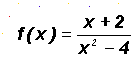 f(x) = (x + 2) / (x² - 4)